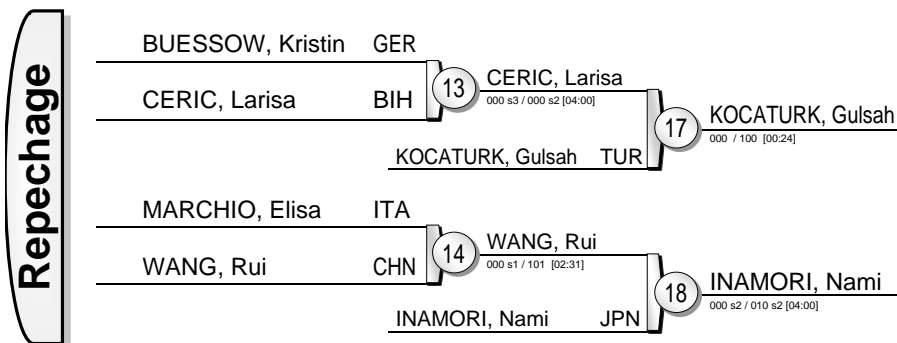 Repechage
BUESSOW, Kristin GER
CERIC, Larisa BIH
13
CERIC, Larisa
000 s3 / 000 s2 [04:00]
KOCATURK, Gulsah TUR
17
KOCATURK, Gulsah
000 / 100 [00:24]
MARCHIO, Elisa ITA
WANG, Rui CHN
14
WANG, Rui
000 s1 / 101 [02:31]
INAMORI, Nami JPN
18
INAMORI, Nami
000 s2 / 010 s2 [04:00]